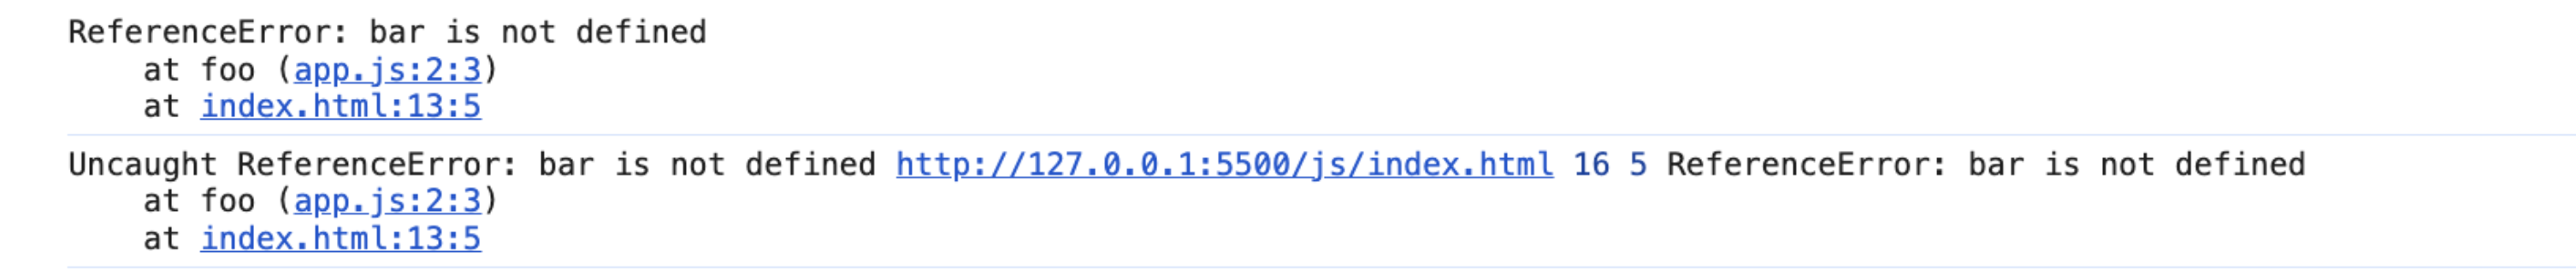 ReferenceError: bar is not defined
    at foo (app.js:2:3)
    at index.html:13:5
Uncaught ReferenceError: bar is not defined http://127.0.0.1:5500/js/index.html 16 5 ReferenceError: bar is not defined
    at foo (app.js:2:3)
    at index.html:13:5